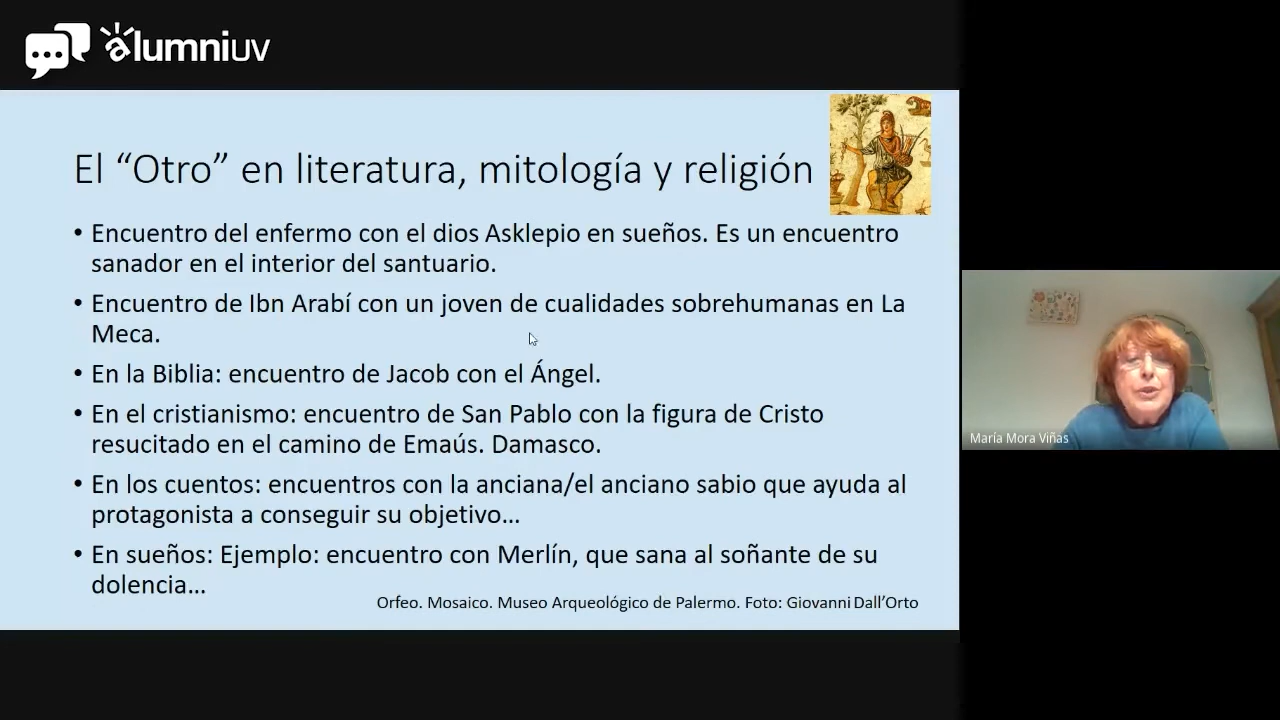 alumniuv
El “Otro” en literatura, mitología y religión
• Encuentro del enfermo con el dios Asklepio en sueños. Es un encuentro
sanador en el interior del santuario.
• Encuentro de Ibn Arabí con un joven de cualidades sobrehumanas en La
Meca.
• En la Biblia: encuentro de Jacob con el Ángel.
• En el cristianismo: encuentro de San Pablo con la figura de Cristo
resucitado en el camino de Emaús. Damasco.
• En los cuentos: encuentros con la anciana/el anciano sabio que ayuda al
protagonista a conseguir su objetivo…
• En sueños: Ejemplo: encuentro con Merlín, que sana al soñante de su
dolencia…
Orfeo. Mosaico. Museo Arqueológico de Palermo. Foto: Giovanni Dall’Orto
María Mora Viñas